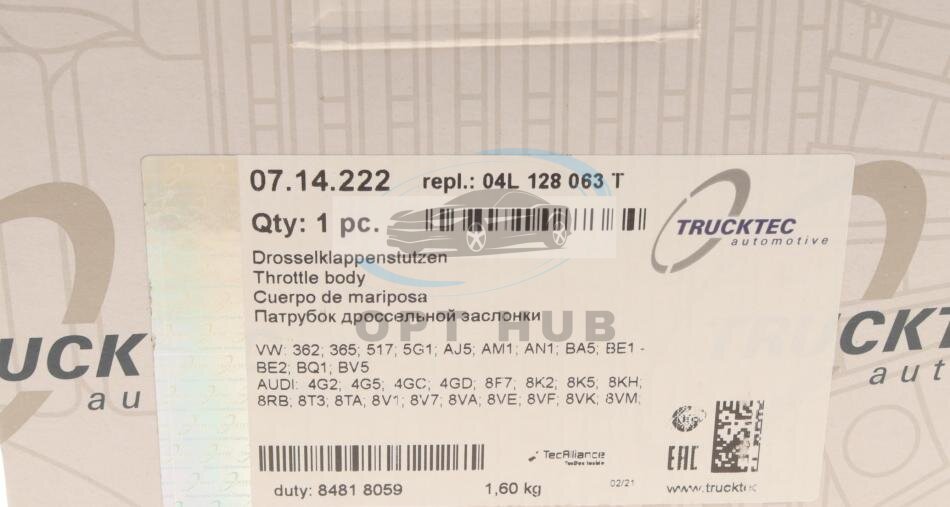 07.14.222 repl.: 04L 128 063 T
Qty: 1 pc.
TRUCKTEC
automotive
Drosselklappenstutzen
Throttle body
Cuerpo de mariposa
Патрубок дроссельной заслонки
OPT HUB
VW: 362; 365; 517; 5G1; AJ5; AM1; AN1; BA5; BE1 -
BE2; BQ1; BV5
AUDI: 4G2; 4G5; 4GC; 4GD; 8F7; 8K2; 8K5; 8KH;
8RB; 8T3; 8TA; 8V1; 8V7; 8VA; 8VE; 8VF; 8VK; 8VM;
UCK
au
UCKT
aut
TecAlliance
EAC
duty: 8481 8059 1,60 kg 02/21 www.trucktec